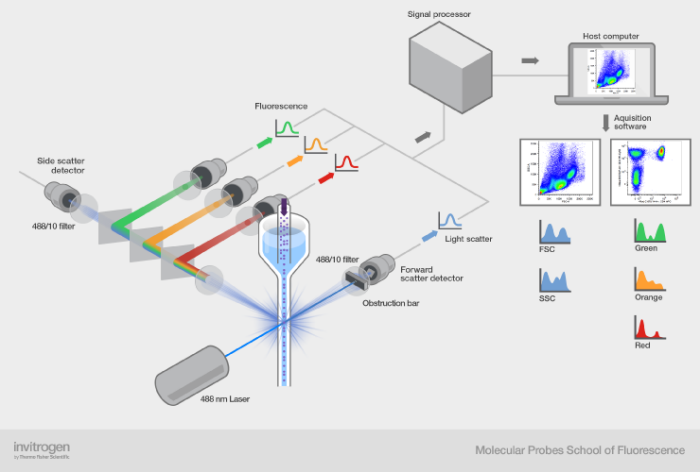 Signal processor
Host computer
Fluorescence
Aquisition
software
Side scatter
detector
488/10 filter
488/10 filter
Light scatter
Forward
scatter detector
Obstruction bar
FSC
Green
SSC
Orange
Red
488 nm Laser
invitrogen
by Thermo Fisher Scientific
Molecular Probes School of Fluorescence